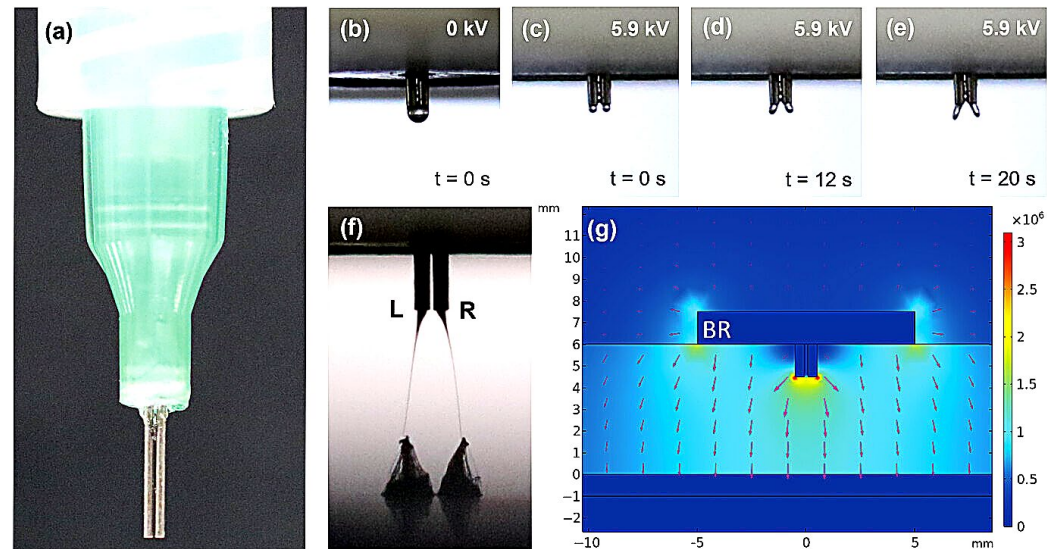 (a)
(b) 0 kV
t = 0 s
(c) 5.9 kV
t = 0 s
(d) 5.9 kV
t = 12 s
(e) 5.9 kV
t = 20 s
(f)
L R
mm
(g)
×10⁶
BR
11
10
9
8
7
6
5
4
3
2
1
0
−1
−2
−10 −5 0 5 mm
3
2.5
2
1.5
1
0.5
0